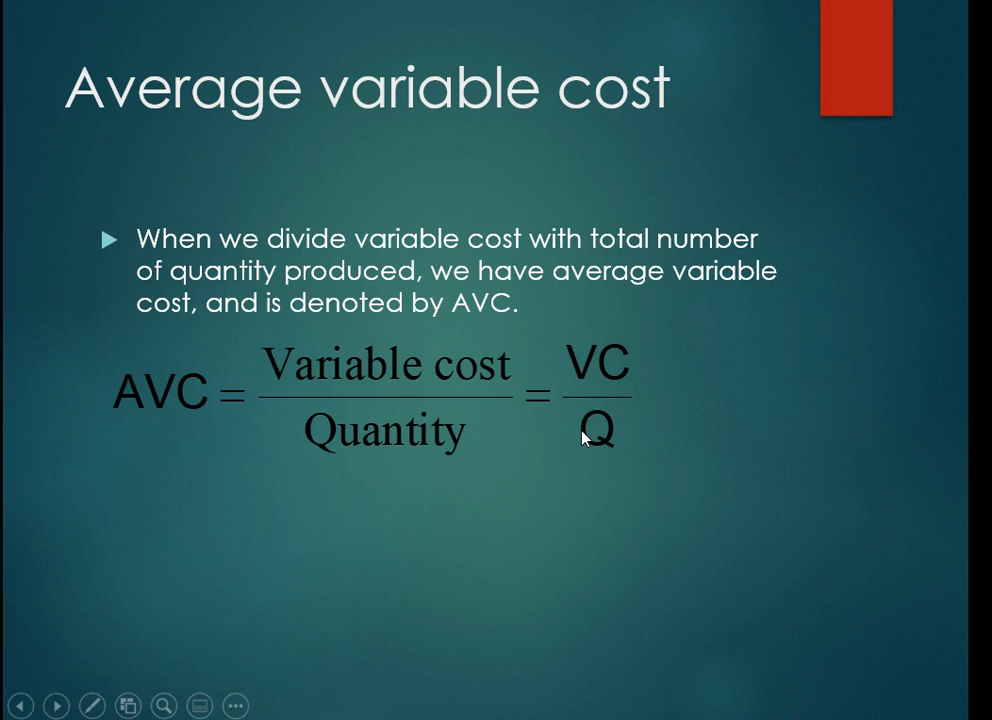 Average variable cost
When we divide variable cost with total number
of quantity produced, we have average variable
cost, and is denoted by AVC.
AVC = Variable cost / Quantity = VC / Q